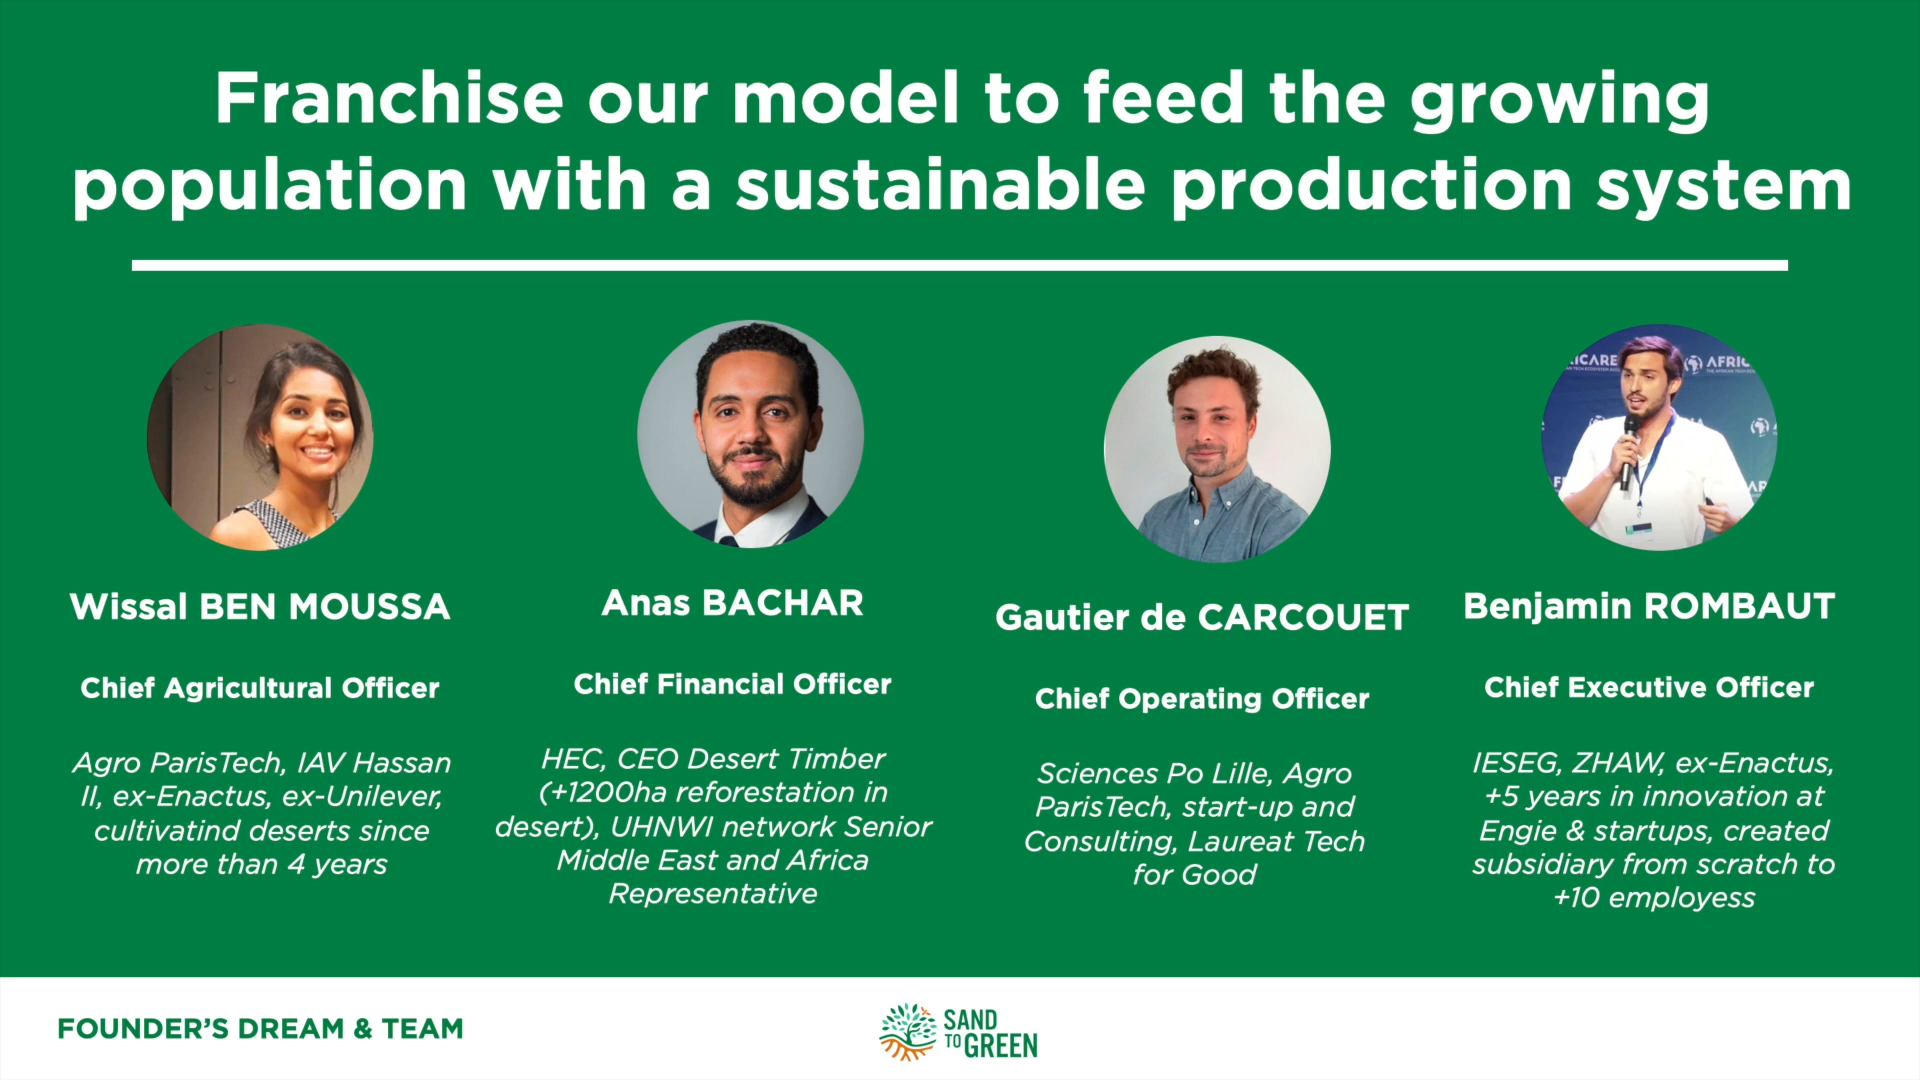 Franchise our model to feed the growing
population with a sustainable production system
Wissal BEN MOUSSA
Chief Agricultural Officer
Agro ParisTech, IAV Hassan
II, ex-Enactus, ex-Unilever,
cultivatind deserts since
more than 4 years
Anas BACHAR
Chief Financial Officer
HEC, CEO Desert Timber
(+1200ha reforestation in
desert), UHNWI network Senior
Middle East and Africa
Representative
Gautier de CARCOUET
Chief Operating Officer
Sciences Po Lille, Agro
ParisTech, start-up and
Consulting, Laureat Tech
for Good
Benjamin ROMBAUT
Chief Executive Officer
IESEG, ZHAW, ex-Enactus,
+5 years in innovation at
Engie & startups, created
subsidiary from scratch to
+10 employess
FOUNDER'S DREAM & TEAM
SAND
TO GREEN